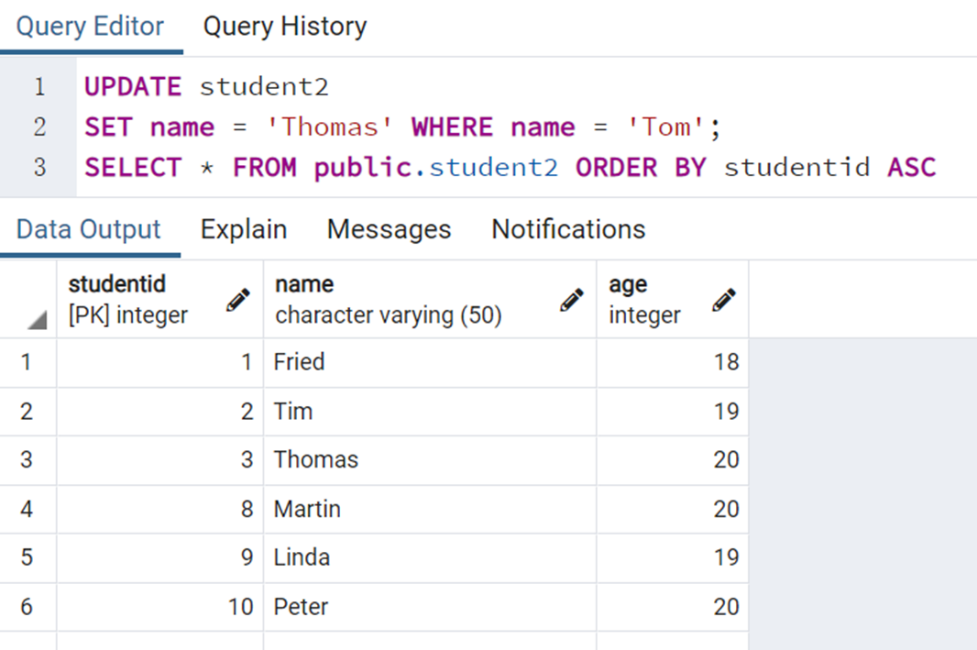 Query Editor Query History
1 UPDATE student2
2 SET name = 'Thomas' WHERE name = 'Tom';
3 SELECT * FROM public.student2 ORDER BY studentid ASC
Data Output Explain Messages Notifications
studentid name age
[PK] integer character varying (50) integer
1 1 Fried 18
2 2 Tim 19
3 3 Thomas 20
4 8 Martin 20
5 9 Linda 19
6 10 Peter 20